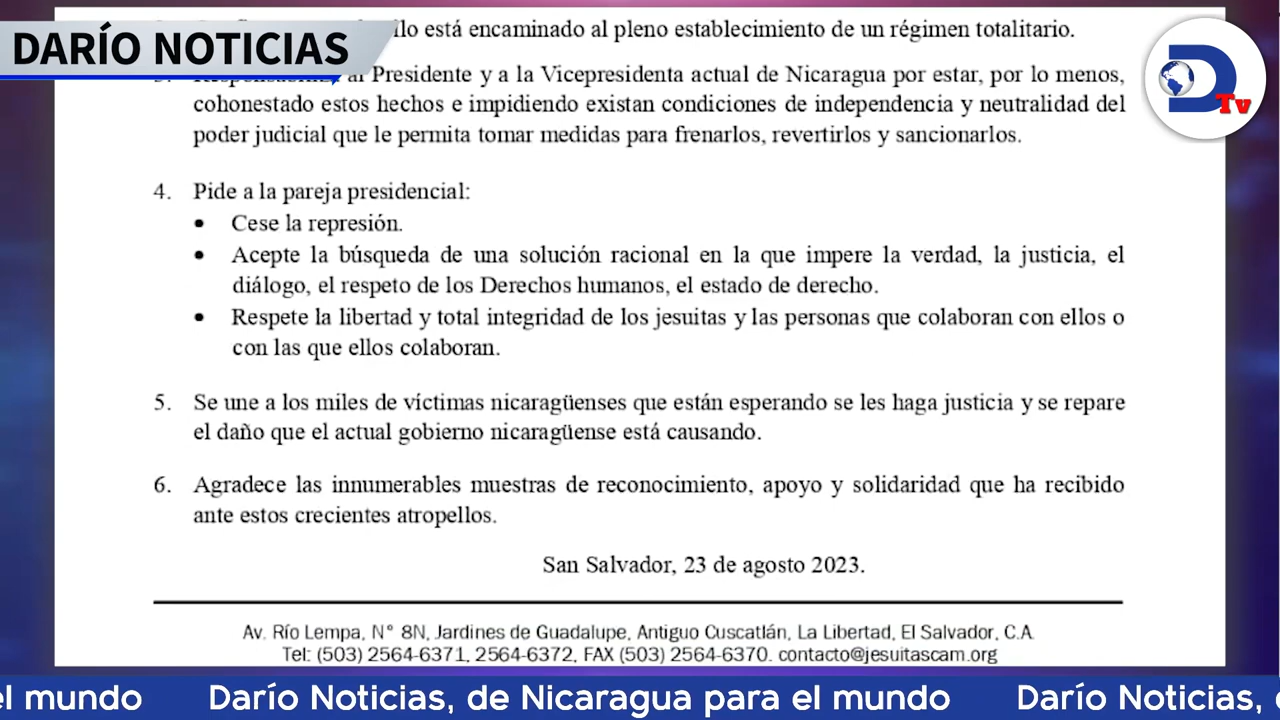 DARÍO NOTICIAS
está encaminado al pleno establecimiento de un régimen totalitario.
D
Tv
al Presidente y a la Vicepresidenta actual de Nicaragua por estar, por lo menos,
cohonestado estos hechos e impidiendo existan condiciones de independencia y neutralidad del
poder judicial que le permita tomar medidas para frenarlos, revertirlos y sancionarlos.
4. Pide a la pareja presidencial:
• Cese la represión.
• Acepte la búsqueda de una solución racional en la que impere la verdad, la justicia, el
diálogo, el respeto de los Derechos humanos, el estado de derecho.
• Respete la libertad y total integridad de los jesuitas y las personas que colaboran con ellos o
con las que ellos colaboran.
5. Se une a los miles de víctimas nicaragüenses que están esperando se les haga justicia y se repare
el daño que el actual gobierno nicaragüense está causando.
6. Agradece las innumerables muestras de reconocimiento, apoyo y solidaridad que ha recibido
ante estos crecientes atropellos.
San Salvador, 23 de agosto 2023.
Av. Río Lempa, N° 8N, Jardines de Guadalupe, Antiguo Cuscatlán, La Libertad, El Salvador, C.A.
Tel: (503) 2564-6371, 2564-6372, FAX (503) 2564-6370. contacto@jesuitascam.org
el mundo Darío Noticias, de Nicaragua para el mundo Darío Noticias,